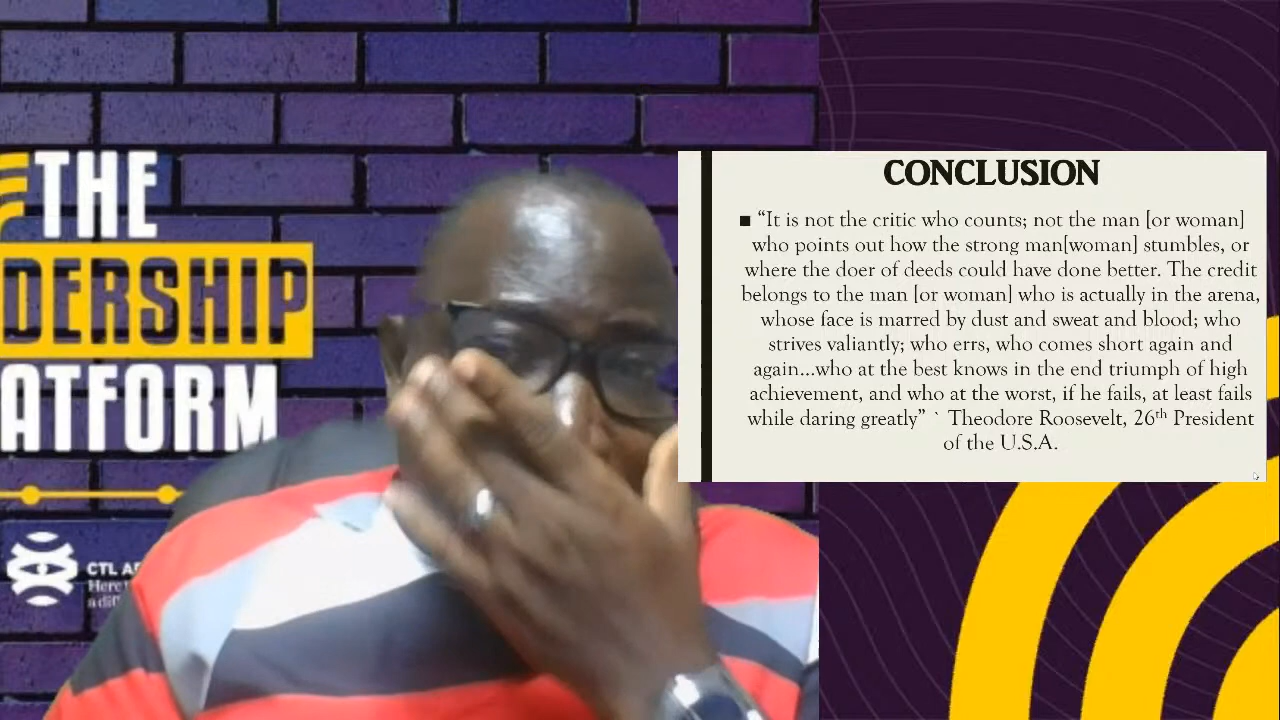 THE
DERSHIP
ATFORM
CTL
Here
a dif
CONCLUSION
■ “It is not the critic who counts; not the man [or woman]
who points out how the strong man[woman] stumbles, or
where the doer of deeds could have done better. The credit
belongs to the man [or woman] who is actually in the arena,
whose face is marred by dust and sweat and blood; who
strives valiantly; who errs, who comes short again and
again...who at the best knows in the end triumph of high
achievement, and who at the worst, if he fails, at least fails
while daring greatly” ` Theodore Roosevelt, 26th President
of the U.S.A.